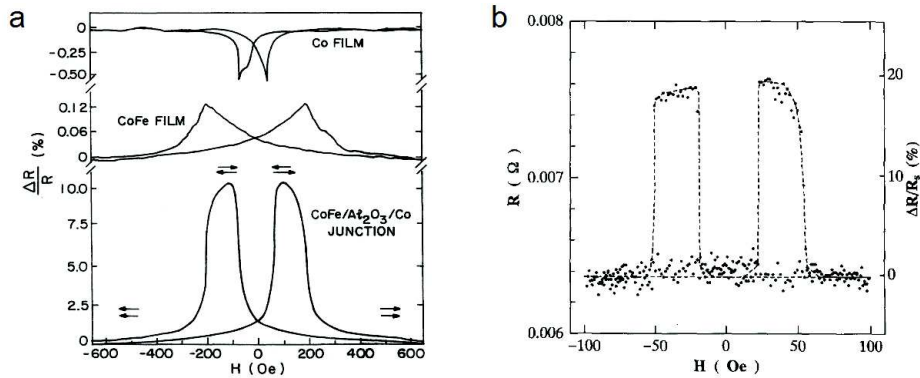 a
0
-0.25
-0.50
Co FILM
0.12
0.06
0
CoFe FILM
ΔR/R (%)
10.0
7.5
5.0
2.5
0
CoFe/Al₂O₃/Co
JUNCTION
-600 -400 -200 0 200 400 600
H (Oe)
b
0.008
0.007
0.006
R (Ω)
20
10
0
ΔR/Rs (%)
-100 -50 0 50 100
H (Oe)